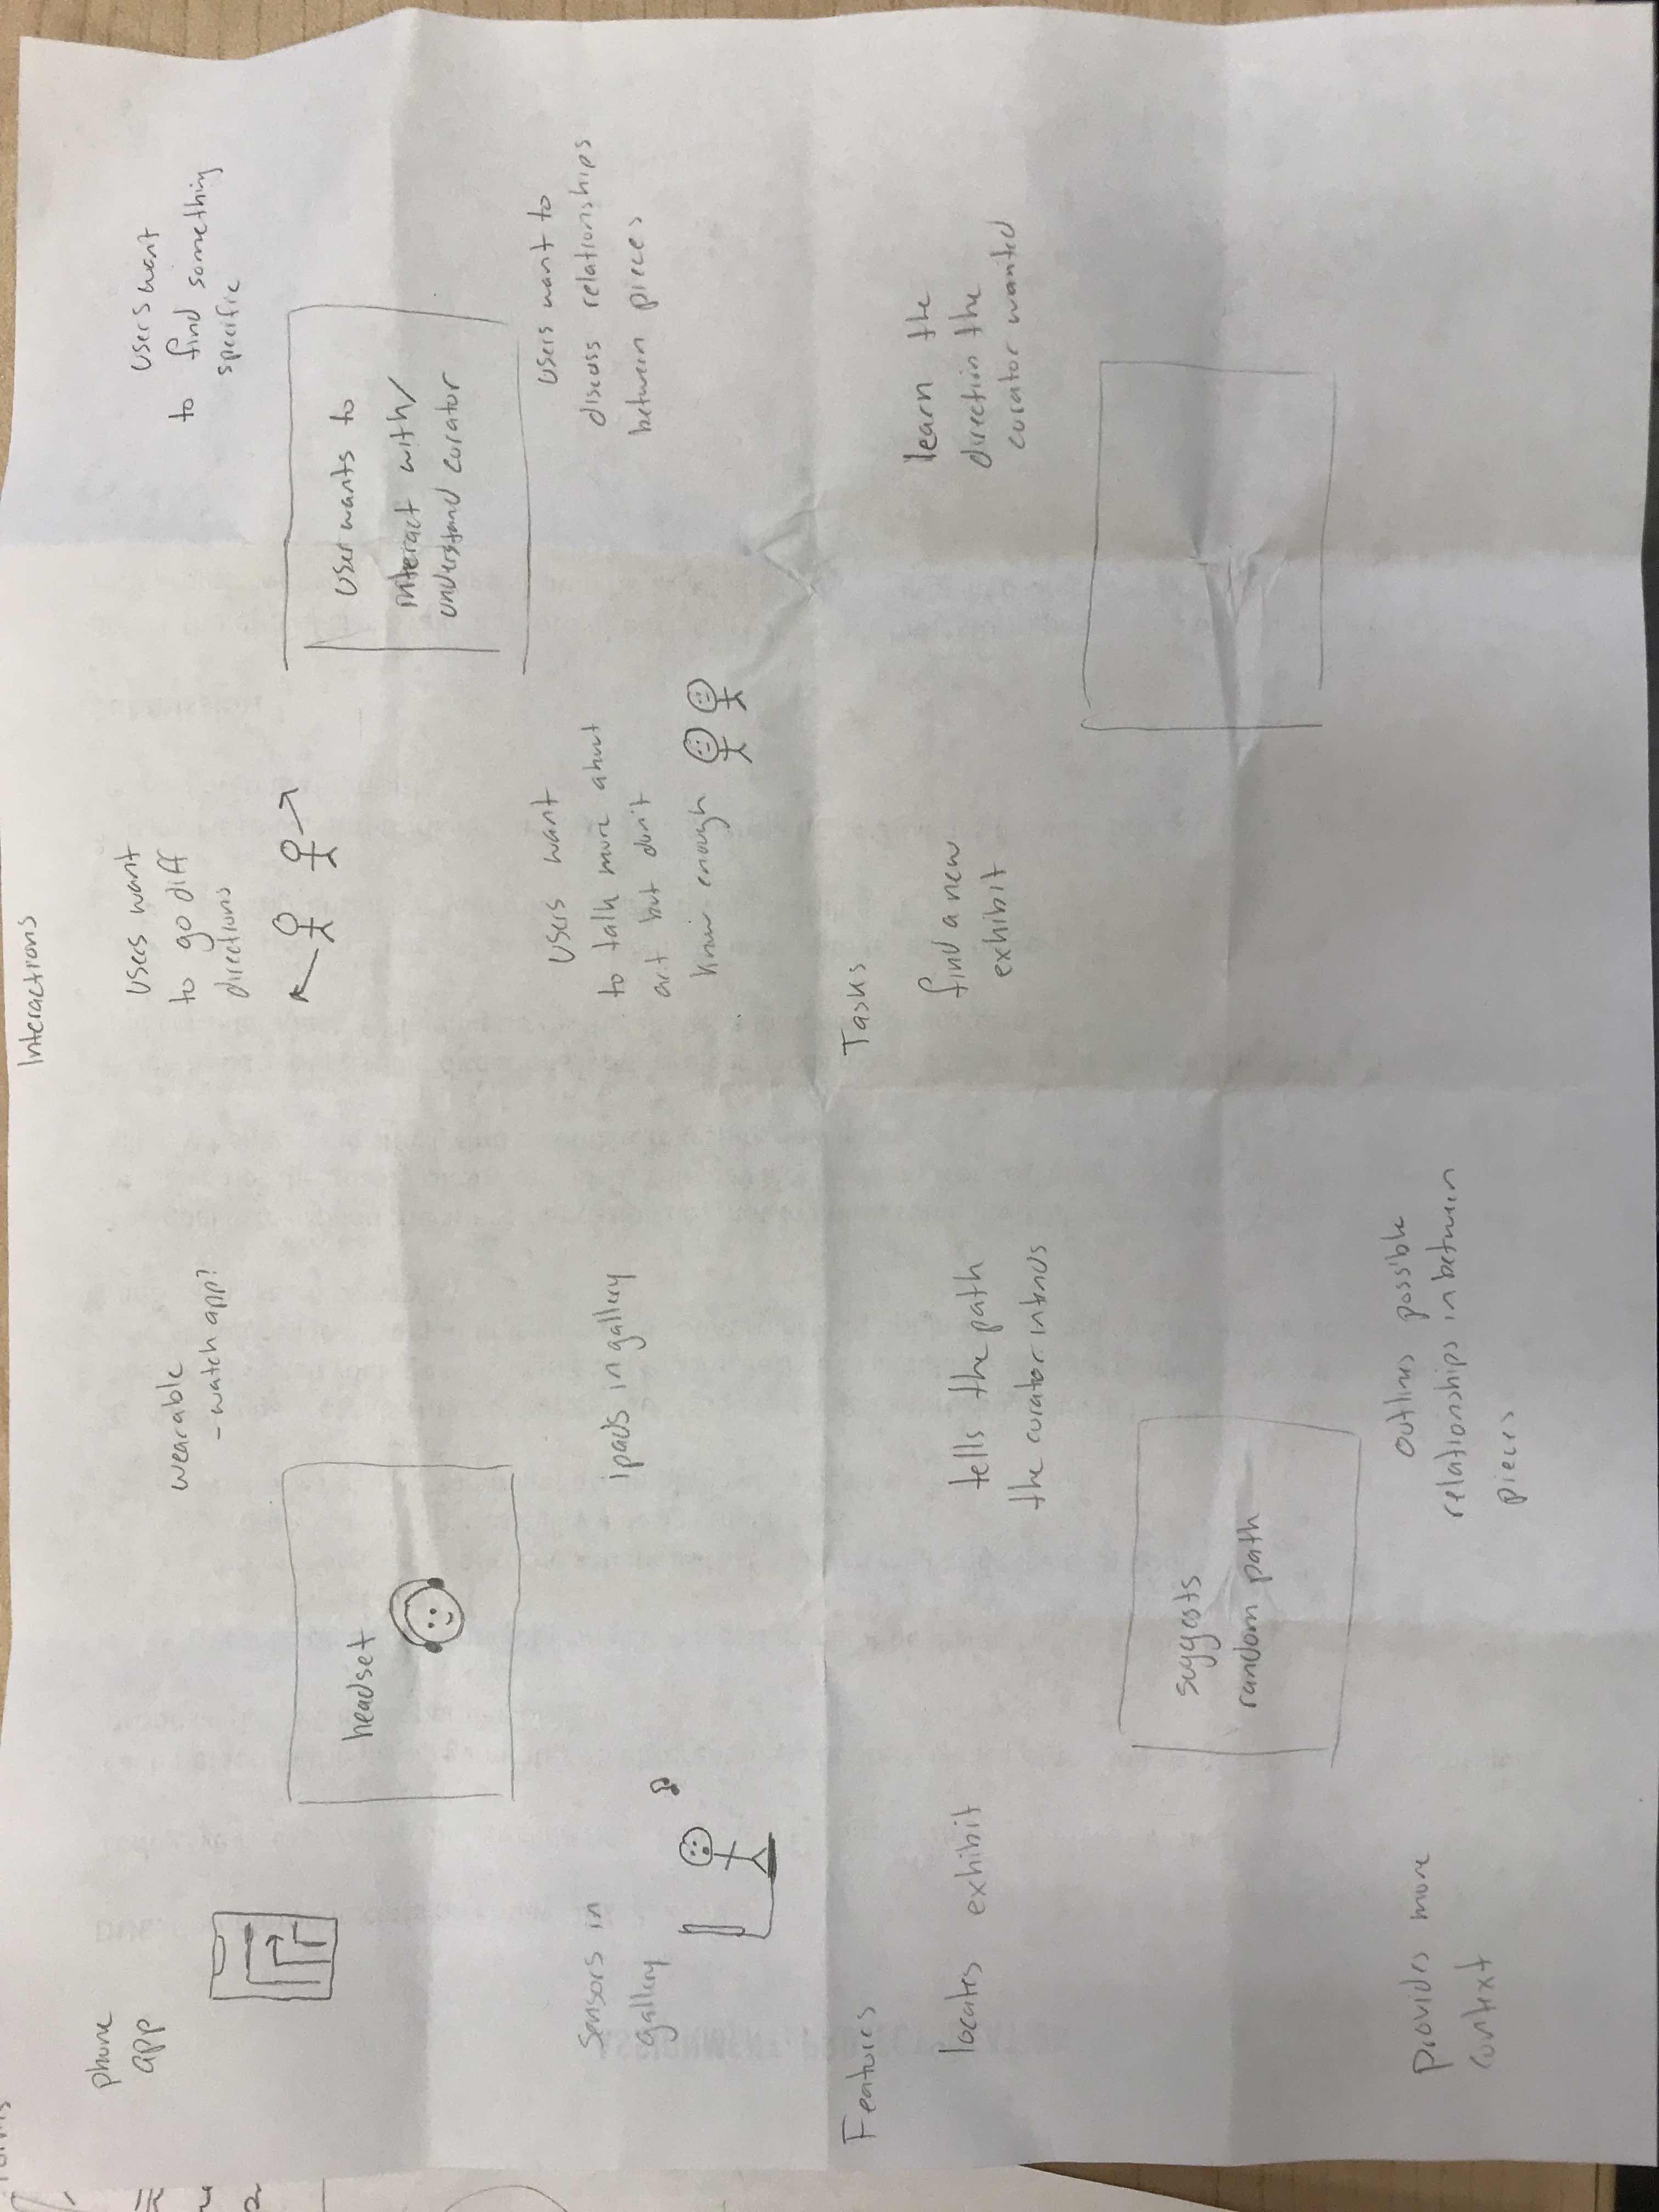 Interactions
phone
app
wearable
- watch app?
headset
Sensors in
gallery
ipads in gallery
users want
to go diff
directions
users want
to find something
specific
user wants to
interact with/
understand curator
users want
to talk more about
art but don't
know enough
users want to
discuss relationships
between pieces
Features
locates exhibit
tells the path
the curator intends
suggests
random path
provides more
context
outlines possible
relationships in between
pieces
Tasks
find a new
exhibit
learn the
direction the
curator wanted